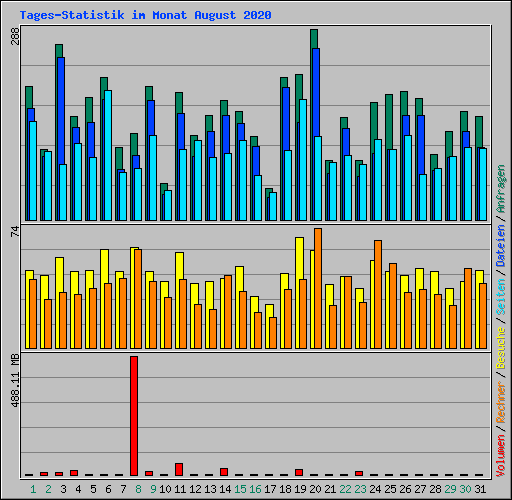 Tages-Statistik im Monat August 2020
288
74
488.11 MB
Volumen / Rechner / Besuche / Seiten / Dateien / Anfragen
1 2 3 4 5 6 7 8 9 10 11 12 13 14 15 16 17 18 19 20 21 22 23 24 25 26 27 28 29 30 31